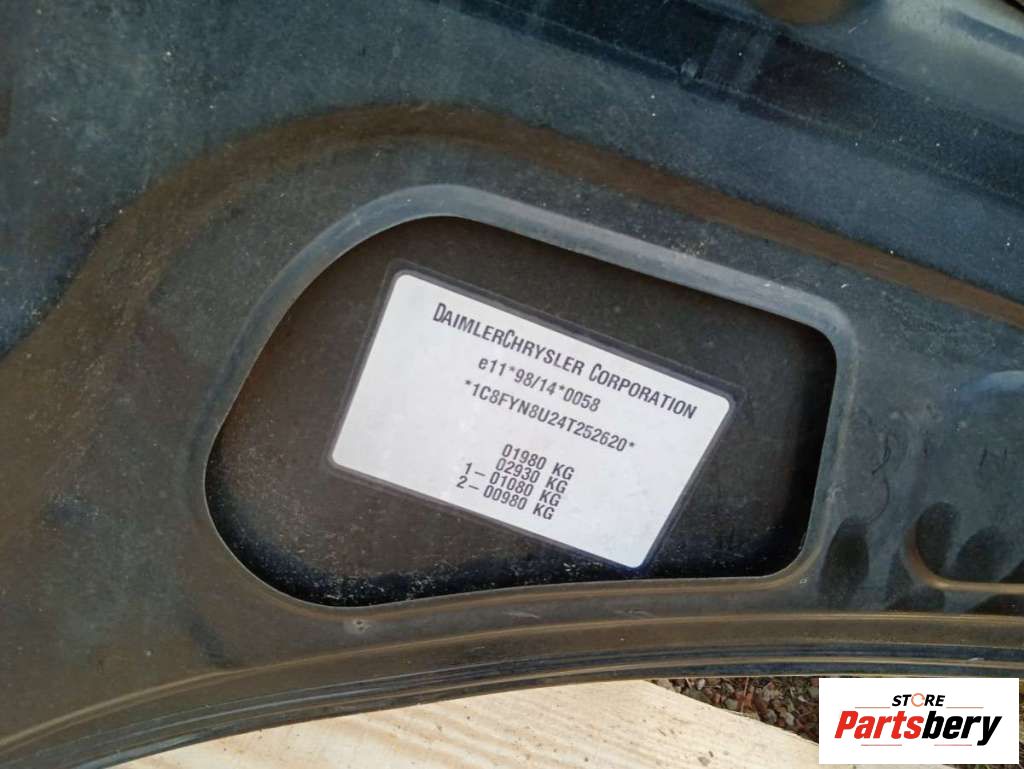 DAIMLERCHRYSLER CORPORATION
e11*98/14*0058
*1C8FYN8U24T252620*
01980 KG
02930 KG
1– 01080 KG
2– 00980 KG
STORE
Partsbery